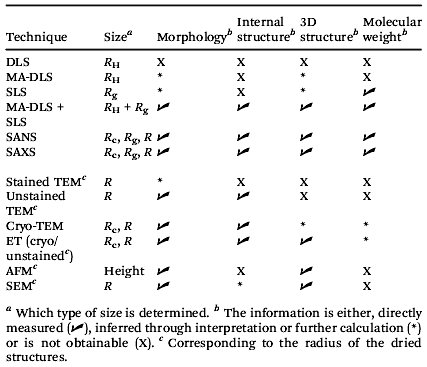 Technique Size^a Morphology^b Internal structure^b 3D structure^b Molecular weight^b
DLS R_H X X X X
MA-DLS R_H * X * X
SLS R_g * X * ✓
MA-DLS + SLS R_H + R_g ✓ ✓ ✓ ✓
SANS R_c, R_g, R ✓ ✓ ✓ ✓
SAXS R_c, R_g, R ✓ ✓ ✓ ✓
Stained TEM^c R * X X X
Unstained TEM^c R ✓ ✓ X X
Cryo-TEM R_c, R ✓ ✓ * *
ET (cryo/unstained^c) R_c, R ✓ ✓ ✓ *
AFM^c Height ✓ X ✓ X
SEM^c R ✓ * ✓ X
^a Which type of size is determined. ^b The information is either, directly
measured (✓), inferred through interpretation or further calculation (*)
or is not obtainable (X). ^c Corresponding to the radius of the dried
structures.